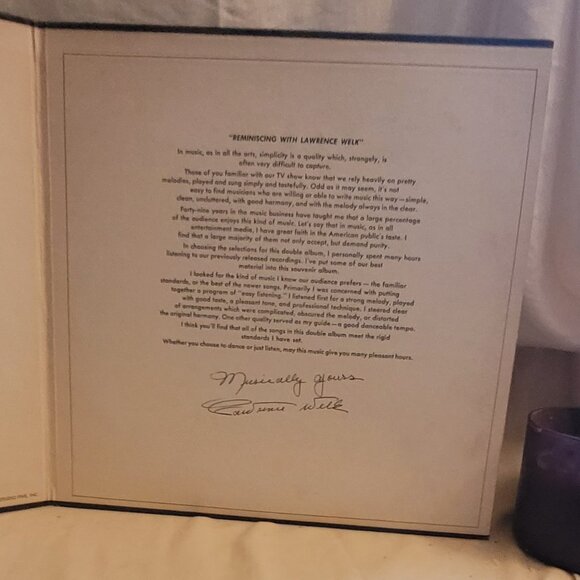 "REMINISCING WITH LAWRENCE WELK"
In music, as in all the arts, simplicity is a quality which, strangely, is
often very difficult to capture.
Those of you familiar with our TV show know that we rely heavily on pretty
melodies, played and sung simply and tastefully. Odd as it may seem, it's not
easy to find musicians who are willing or able to write music this way—simple,
clean, uncluttered, with good harmony, and with the melody always in the clear.
Forty-nine years in the music business have taught me that a large percentage
of the audience enjoys this kind of music. Let's say that in music, as in all
entertainment media, I have great faith in the American public's taste. I
find that a large majority of them not only accept, but demand purity.
In choosing the selections for this double album, I personally spent many hours
listening to our previously released recordings. I've put some of our best
material into this souvenir album.
I looked for the kind of music I know our audience prefers — the familiar
standards, or the best of the newer songs. Primarily I was concerned with putting
together a program of "easy listening." I listened first for a strong melody, played
with good taste, a pleasant tone, and professional technique. I steered clear
of arrangements which were complicated, obscured the melody, or distorted
the original harmony. One other quality served as my guide—a good danceable tempo.
I think you'll find that all of the songs in this double album meet the rigid
standards I have set.
Whether you choose to dance or just listen, may this music give you many pleasant hours.
Musically yours
Lawrence Welk
STUDIO FIVE, INC.